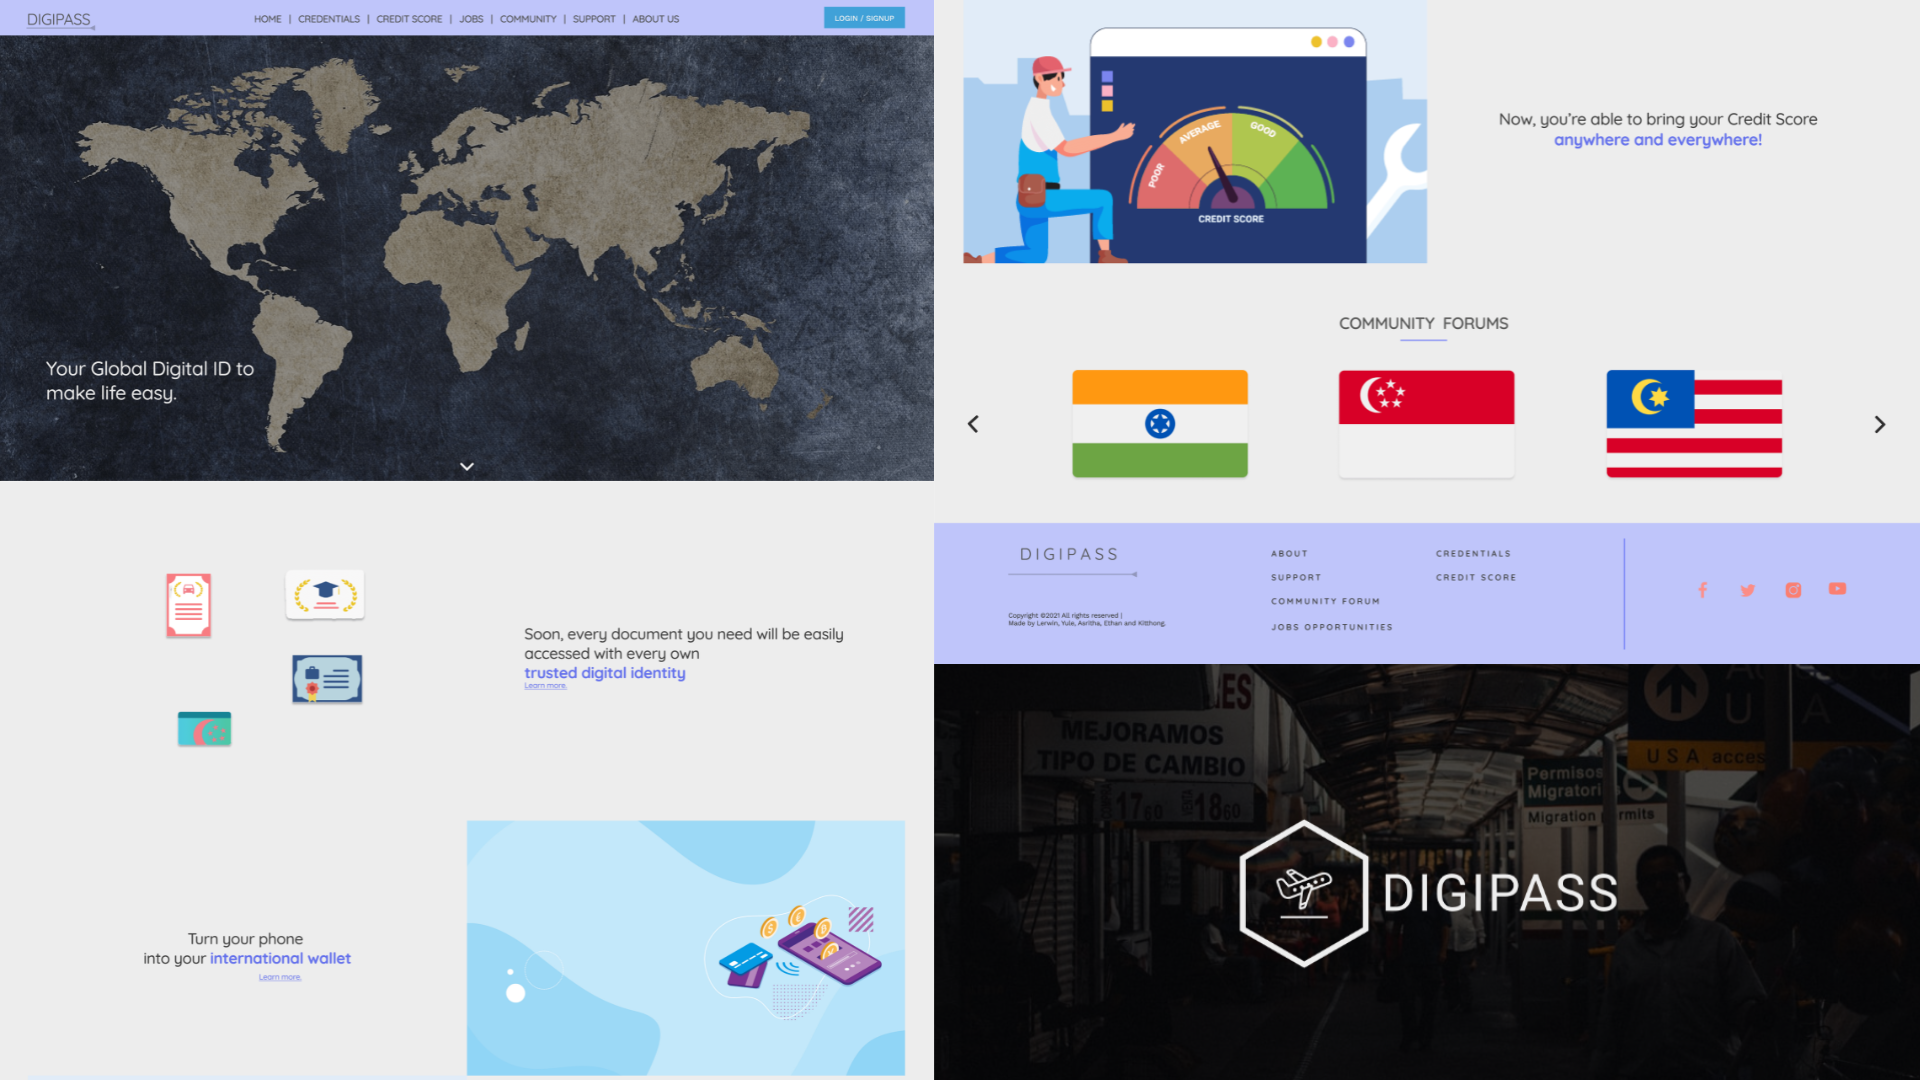 DIGIPASS
HOME | CREDENTIALS | CREDIT SCORE | JOBS | COMMUNITY | SUPPORT | ABOUT US
LOGIN / SIGNUP
Your Global Digital ID to
make life easy.
Soon, every document you need will be easily
accessed with every own
trusted digital identity
Learn more.
Turn your phone
into your international wallet
Learn more.
POOR
AVERAGE
GOOD
CREDIT SCORE
Now, you're able to bring your Credit Score
anywhere and everywhere!
COMMUNITY FORUMS
DIGIPASS
Copyright ©2021 All rights reserved |
Made by Lerwin, Yule, Aeritha, Ethan and Kitthong.
ABOUT
SUPPORT
COMMUNITY FORUM
JOBS OPPORTUNITIES
CREDENTIALS
CREDIT SCORE
ES
MEJORAMOS
TIPO DE CAMBIO
1760
VENTA
1860
Permisos
Migratori
Migration
rmits
U A
USA acces
DIGIPASS